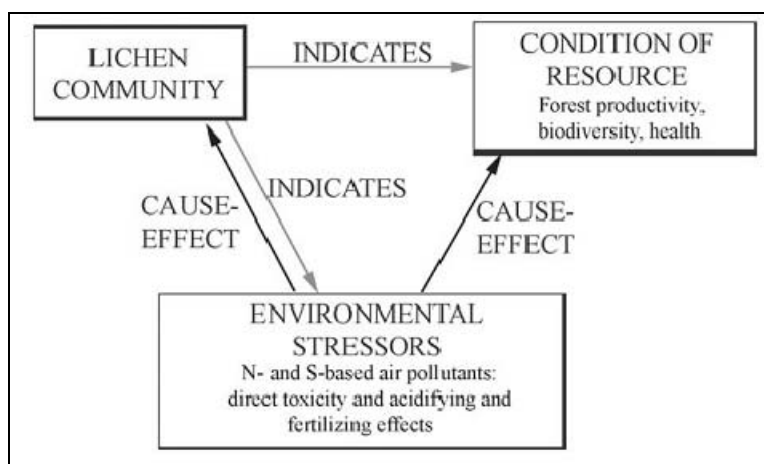 LICHEN
COMMUNITY
INDICATES
CONDITION OF
RESOURCE
Forest productivity,
biodiversity, health
INDICATES
CAUSE-
EFFECT
CAUSE-
EFFECT
ENVIRONMENTAL
STRESSORS
N- and S-based air pollutants:
direct toxicity and acidifying and
fertilizing effects